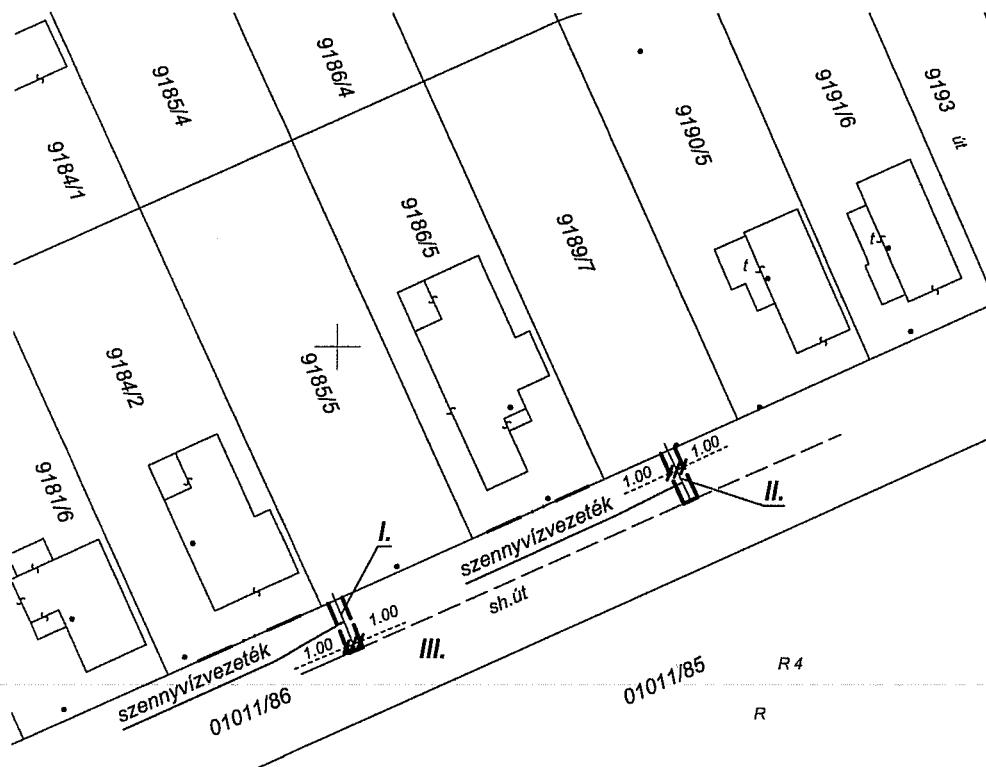 9186/4
9185/4
9191/6
9193
út
9190/5
9184/1
9186/5
9189/7
t
t
9185/5
9184/2
9181/6
1.00
1.00
II.
szennyvízvezeték
I.
sh.út
1.00
1.00
III.
szennyvízvezeték
01011/86
01011/85
R 4
R